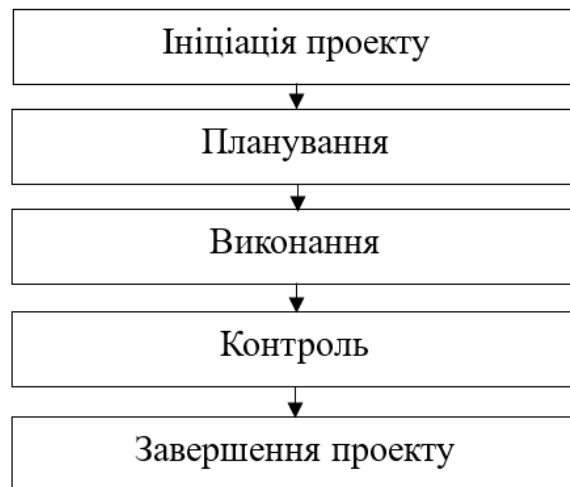 Ініціація проекту
Планування
Виконання
Контроль
Завершення проекту